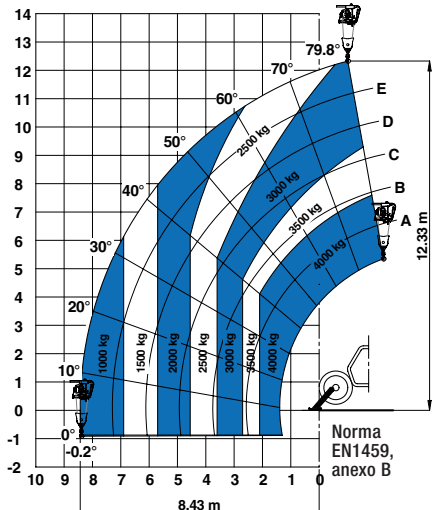 14
13
12
11
10
9
8
7
6
5
4
3
2
1
0
-1
-2
10 9 8 7 6 5 4 3 2 1 0
8.43 m
12.33 m
79.8°
70°
60°
50°
40°
30°
20°
10°
0°
-0.2°
E
D
C
B
A
2500 kg
3000 kg
3500 kg
4000 kg
1000 kg
1500 kg
2000 kg
2500 kg
3000 kg
3500 kg
4000 kg
Norma
EN1459,
anexo B